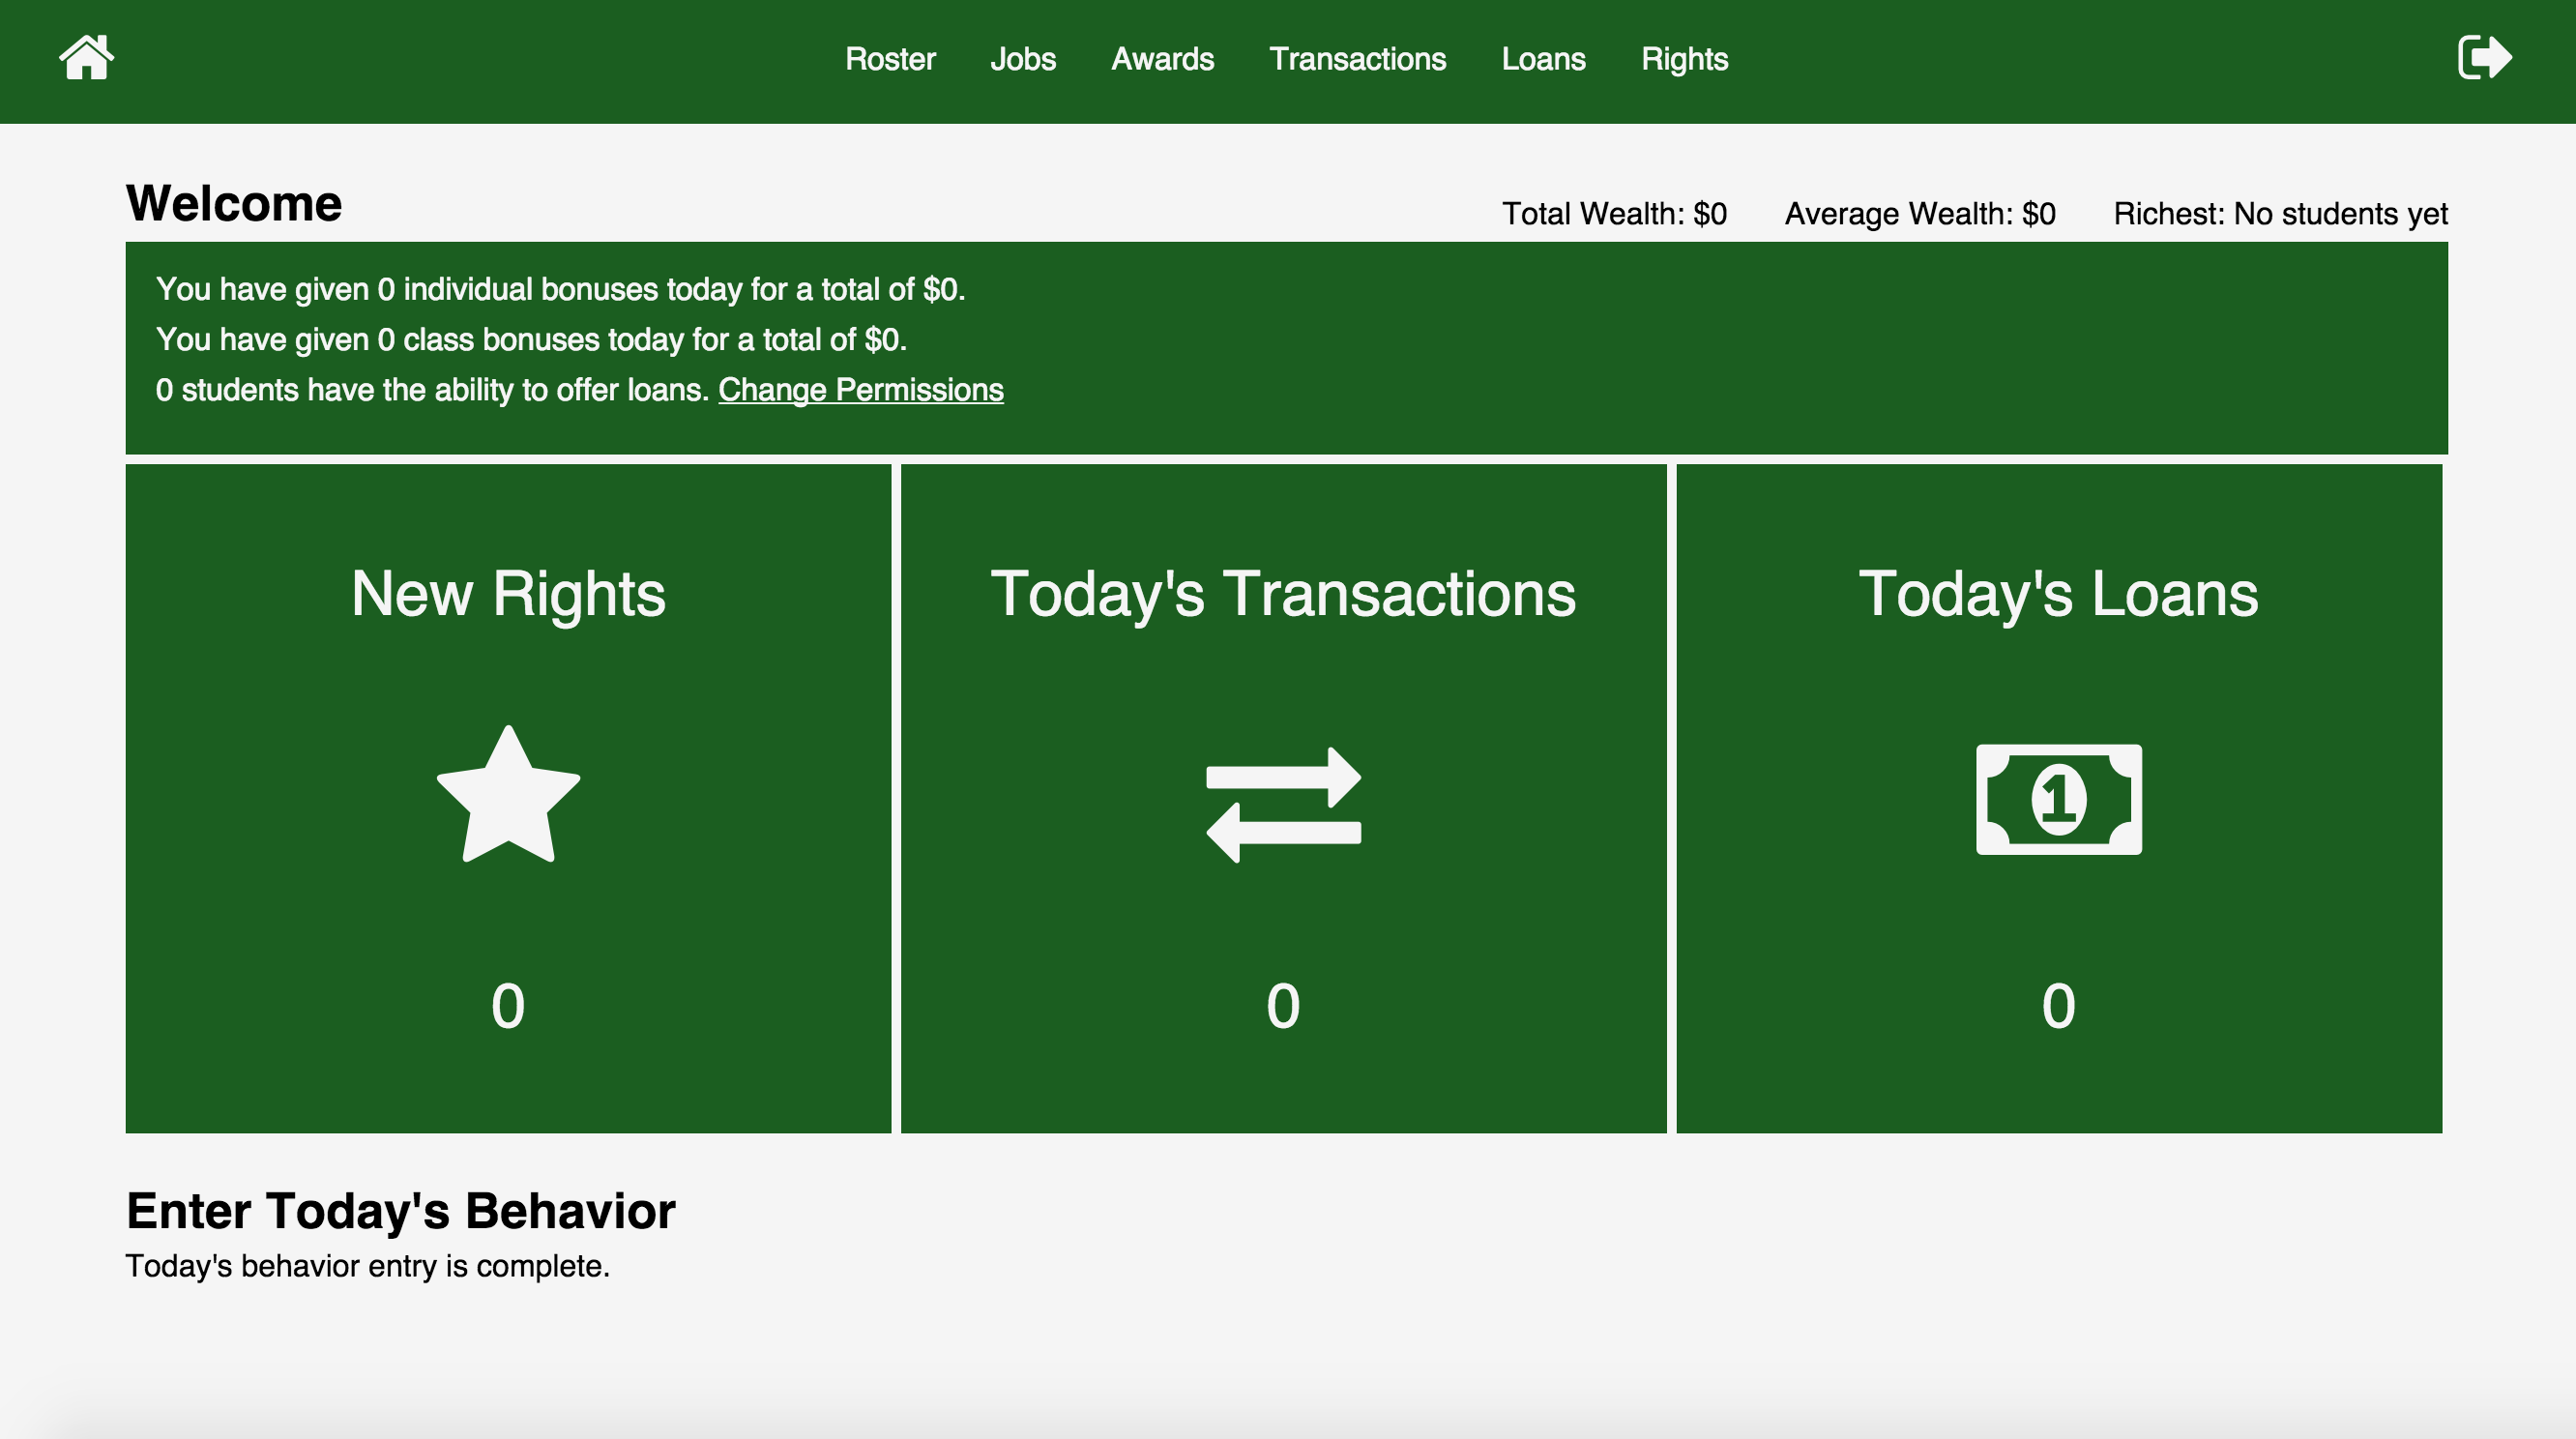 Roster Jobs Awards Transactions Loans Rights
Welcome
Total Wealth: $0 Average Wealth: $0 Richest: No students yet
You have given 0 individual bonuses today for a total of $0.
You have given 0 class bonuses today for a total of $0.
0 students have the ability to offer loans. Change Permissions
New Rights
0
Today's Transactions
0
Today's Loans
1
0
Enter Today's Behavior
Today's behavior entry is complete.